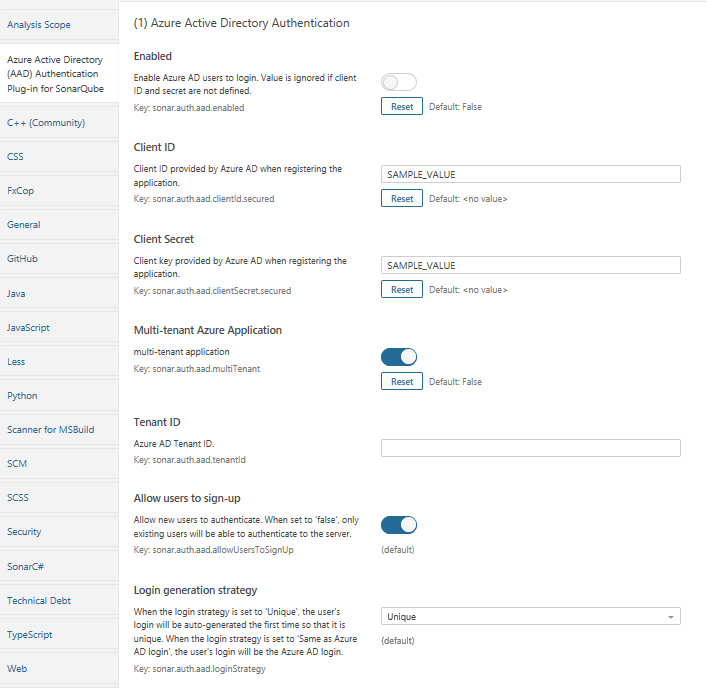 Analysis Scope
Azure Active Directory
(AAD) Authentication
Plug-in for SonarQube
C++ (Community)
CSS
FxCop
General
GitHub
Java
JavaScript
Less
Python
Scanner for MSBuild
SCM
SCSS
Security
SonarC#
Technical Debt
TypeScript
Web
(1) Azure Active Directory Authentication
Enabled
Enable Azure AD users to login. Value is ignored if client
ID and secret are not defined.
Key: sonar.auth.aad.enabled
Reset Default: False
Client ID
Client ID provided by Azure AD when registering the
application.
Key: sonar.auth.aad.clientId.secured
SAMPLE_VALUE
Reset Default: <no value>
Client Secret
Client key provided by Azure AD when registering the
application.
Key: sonar.auth.aad.clientSecret.secured
SAMPLE_VALUE
Reset Default: <no value>
Multi-tenant Azure Application
multi-tenant application
Key: sonar.auth.aad.multiTenant
Reset Default: False
Tenant ID
Azure AD Tenant ID.
Key: sonar.auth.aad.tenantId
Allow users to sign-up
Allow new users to authenticate. When set to 'false', only
existing users will be able to authenticate to the server.
Key: sonar.auth.aad.allowUsersToSignUp
(default)
Login generation strategy
When the login strategy is set to 'Unique', the user's
login will be auto-generated the first time so that it is
unique. When the login strategy is set to 'Same as Azure
AD login', the user's login will be the Azure AD login.
Key: sonar.auth.aad.loginStrategy
Unique
(default)